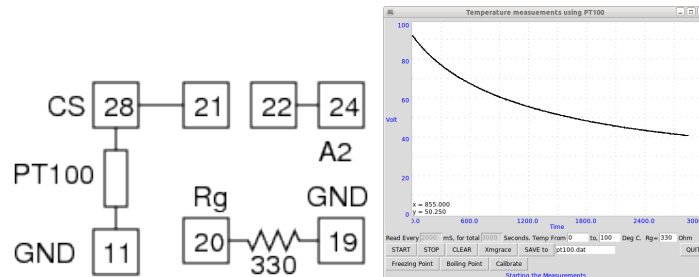 CS 28 21 22 24
A2
PT100
Rg GND
GND 11 20 19
330
Temperature measuements using PT100
100
80
60
Volt
40
20
x = 855.000
y = 50.250
0
0.0 600.0 1200.0 1800.0 2400.0 3000
Time
Read Every mS. for total Seconds. Temp From 0 to, 100 Deg C. Rg= 330 Ohm
START STOP CLEAR Xmgrace SAVE to pt100.dat QUIT
Freezing Point Boiling Point Calibrate
Starting the Measurements